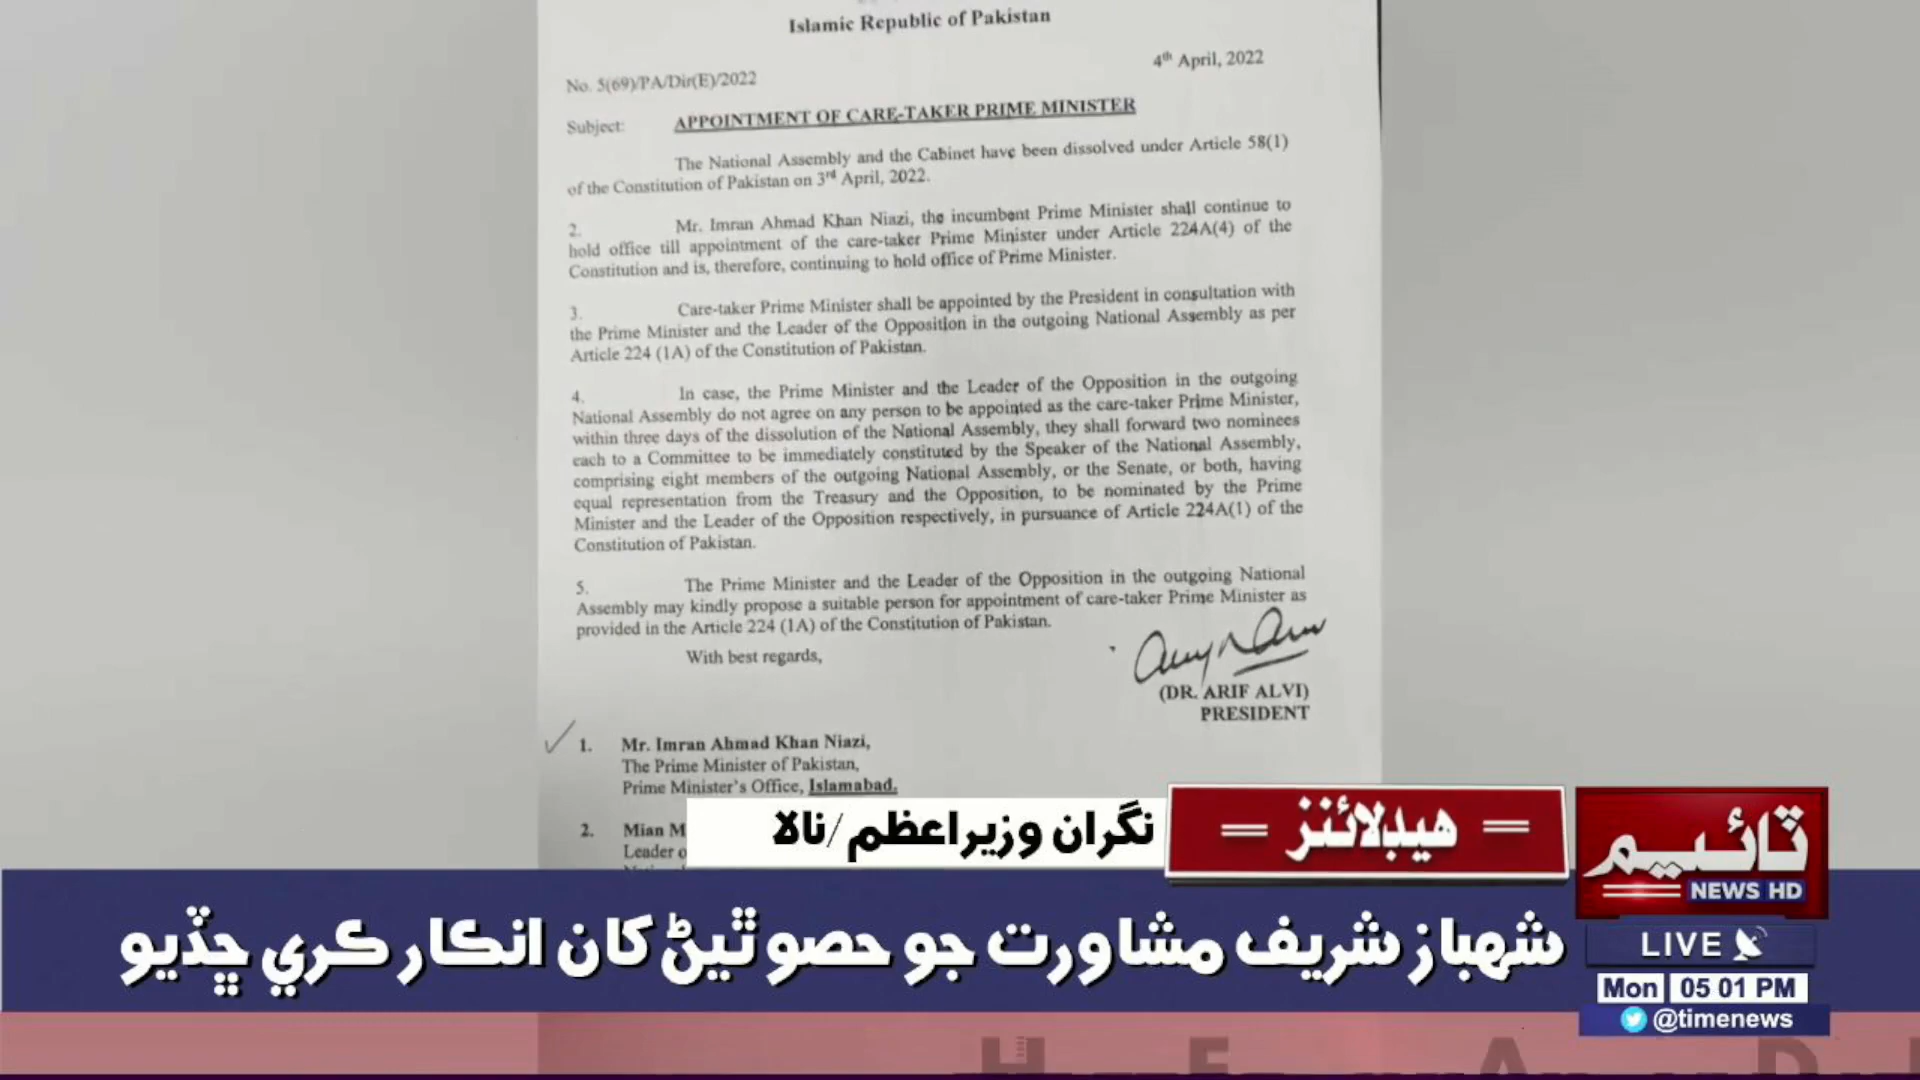 Islamic Republic of Pakistan
4th April, 2022
No. 5(69)/PA/Dir(E)/2022
Subject: APPOINTMENT OF CARE-TAKER PRIME MINISTER
The National Assembly and the Cabinet have been dissolved under Article 58(1)
of the Constitution of Pakistan on 3rd April, 2022.
2. Mr. Imran Ahmad Khan Niazi, the incumbent Prime Minister shall continue to
hold office till appointment of the care-taker Prime Minister under Article 224A(4) of the
Constitution and is, therefore, continuing to hold office of Prime Minister.
3. Care-taker Prime Minister shall be appointed by the President in consultation with
the Prime Minister and the Leader of the Opposition in the outgoing National Assembly as per
Article 224 (1A) of the Constitution of Pakistan.
4. In case, the Prime Minister and the Leader of the Opposition in the outgoing
National Assembly do not agree on any person to be appointed as the care-taker Prime Minister,
within three days of the dissolution of the National Assembly, they shall forward two nominees
each to a Committee to be immediately constituted by the Speaker of the National Assembly,
comprising eight members of the outgoing National Assembly, or the Senate, or both, having
equal representation from the Treasury and the Opposition, to be nominated by the Prime
Minister and the Leader of the Opposition respectively, in pursuance of Article 224A(1) of the
Constitution of Pakistan.
5. The Prime Minister and the Leader of the Opposition in the outgoing National
Assembly may kindly propose a suitable person for appointment of care-taker Prime Minister as
provided in the Article 224 (1A) of the Constitution of Pakistan.
With best regards,
(DR. ARIF ALVI)
PRESIDENT
1. Mr. Imran Ahmad Khan Niazi,
The Prime Minister of Pakistan,
Prime Minister's Office, Islamabad.
2. Mian M
Leader o
نگران وزيراعظم/نالا
هيڊلائنز
ٽائيم
NEWS HD
شهباز شريف مشاورت جو حصو ٿيڻ کان انڪار ڪري ڇڏيو
LIVE
Mon 05 01 PM
@timenews